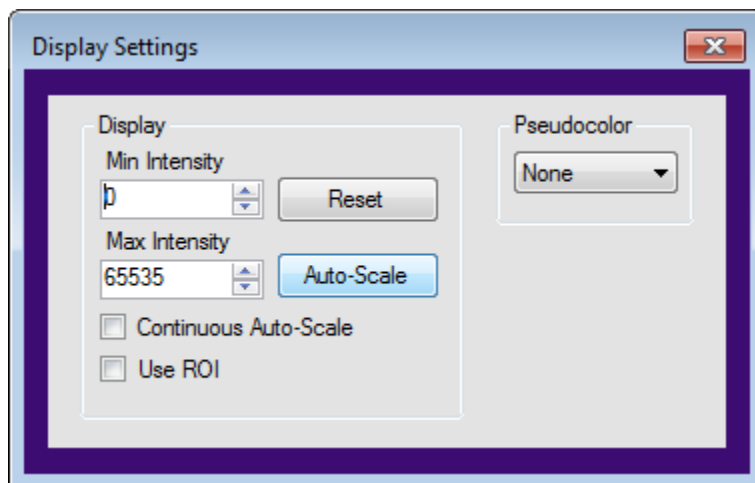 Display Settings
Display
Min Intensity
0
Reset
Max Intensity
65535
Auto-Scale
Continuous Auto-Scale
Use ROI
Pseudocolor
None